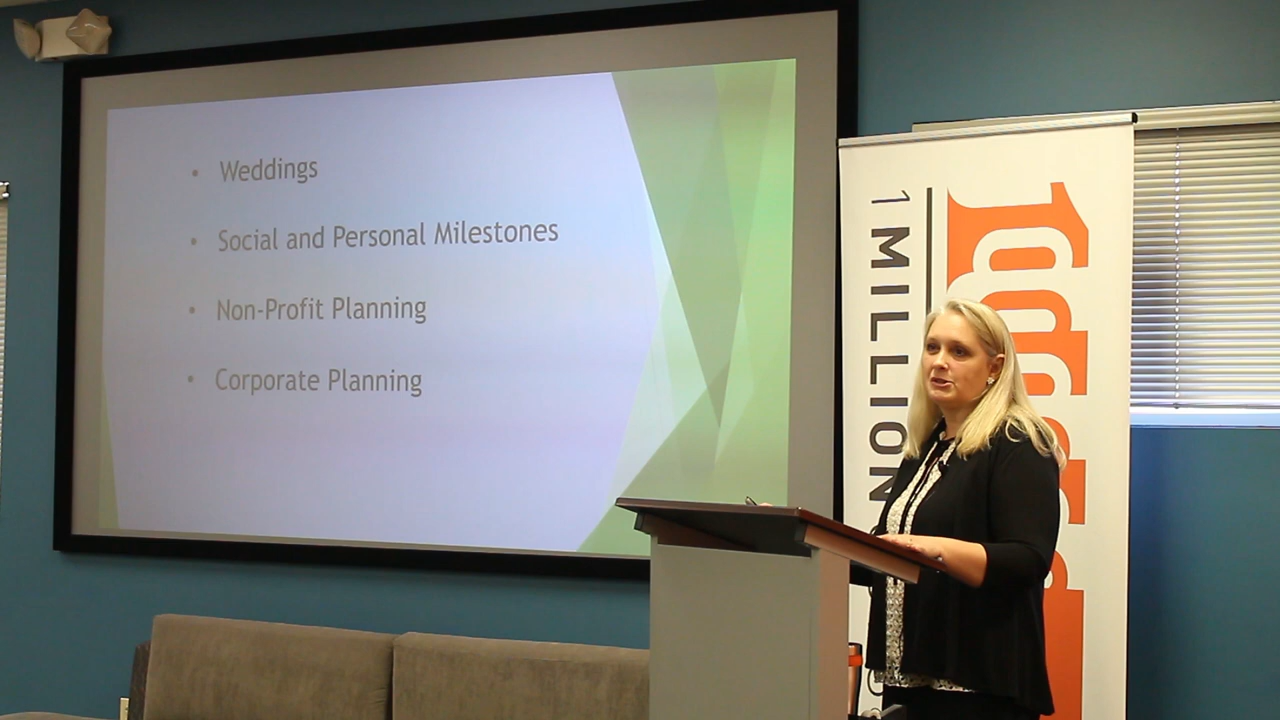 • Weddings
• Social and Personal Milestones
• Non-Profit Planning
• Corporate Planning
1 MILLION